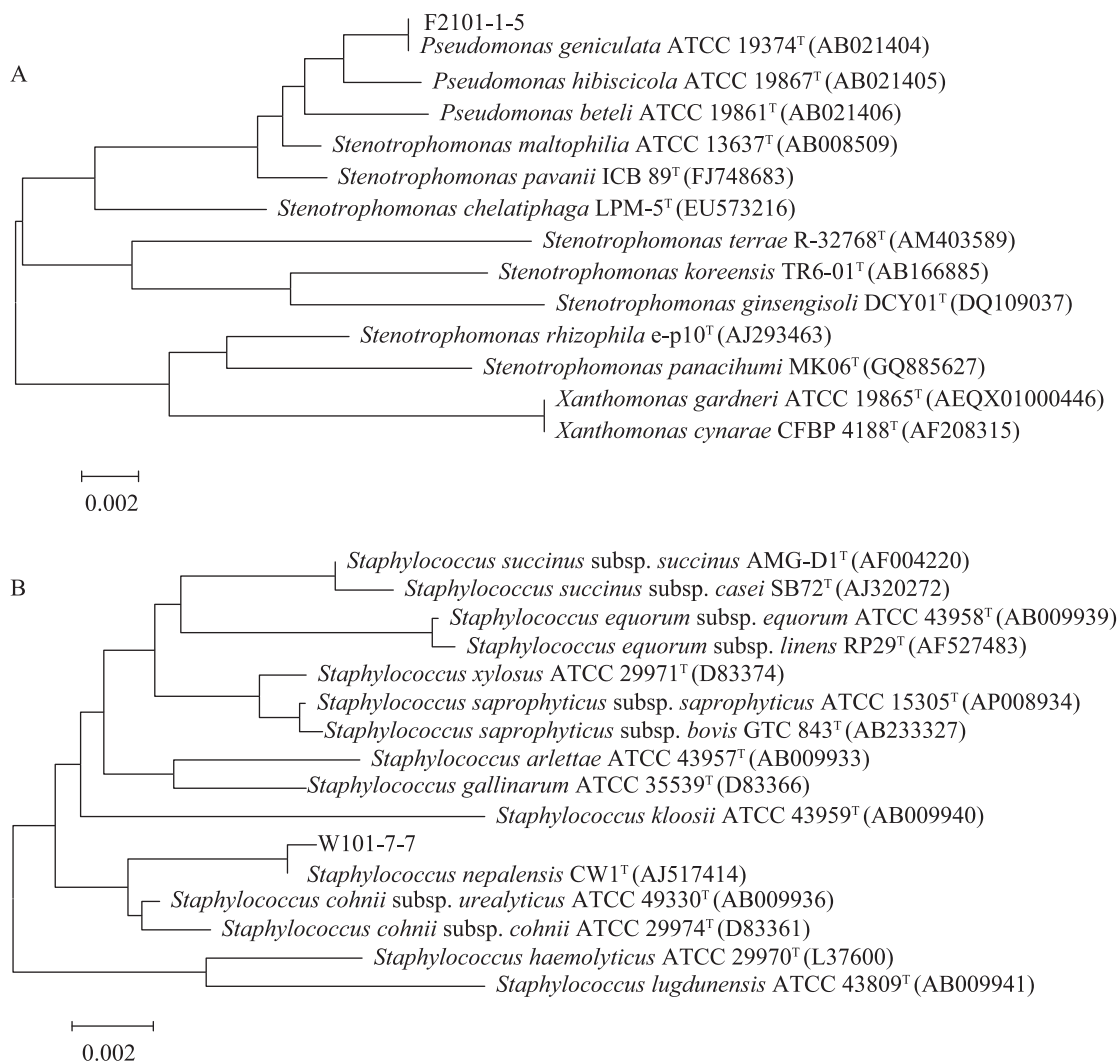 F2101-1-5
Pseudomonas geniculata ATCC 19374ᵀ(AB021404)
A
Pseudomonas hibiscicola ATCC 19867ᵀ(AB021405)
Pseudomonas beteli ATCC 19861ᵀ(AB021406)
Stenotrophomonas maltophilia ATCC 13637ᵀ(AB008509)
Stenotrophomonas pavanii ICB 89ᵀ(FJ748683)
Stenotrophomonas chelatiphaga LPM-5ᵀ(EU573216)
Stenotrophomonas terrae R-32768ᵀ(AM403589)
Stenotrophomonas koreensis TR6-01ᵀ(AB166885)
Stenotrophomonas ginsengisoli DCY01ᵀ(DQ109037)
Stenotrophomonas rhizophila e-p10ᵀ(AJ293463)
Stenotrophomonas panacihumi MK06ᵀ(GQ885627)
Xanthomonas gardneri ATCC 19865ᵀ(AEQX01000446)
Xanthomonas cynarae CFBP 4188ᵀ(AF208315)
0.002
Staphylococcus succinus subsp. succinus AMG-D1ᵀ(AF004220)
B
Staphylococcus succinus subsp. casei SB72ᵀ(AJ320272)
Staphylococcus equorum subsp. equorum ATCC 43958ᵀ(AB009939)
Staphylococcus equorum subsp. linens RP29ᵀ(AF527483)
Staphylococcus xylosus ATCC 29971ᵀ(D83374)
Staphylococcus saprophyticus subsp. saprophyticus ATCC 15305ᵀ(AP008934)
Staphylococcus saprophyticus subsp. bovis GTC 843ᵀ(AB233327)
Staphylococcus arlettae ATCC 43957ᵀ(AB009933)
Staphylococcus gallinarum ATCC 35539ᵀ(D83366)
Staphylococcus kloosii ATCC 43959ᵀ(AB009940)
W101-7-7
Staphylococcus nepalensis CW1ᵀ(AJ517414)
Staphylococcus cohnii subsp. urealyticus ATCC 49330ᵀ(AB009936)
Staphylococcus cohnii subsp. cohnii ATCC 29974ᵀ(D83361)
Staphylococcus haemolyticus ATCC 29970ᵀ(L37600)
Staphylococcus lugdunensis ATCC 43809ᵀ(AB009941)
0.002